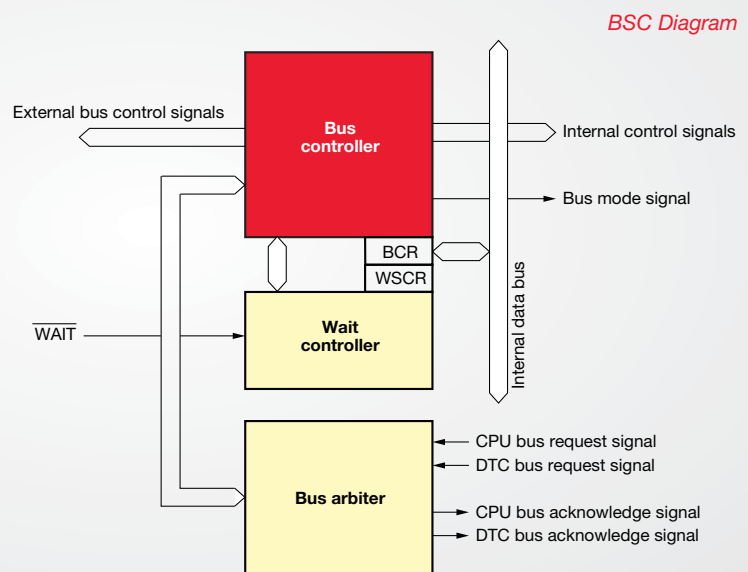 BSC Diagram
External bus control signals
Bus
controller
Internal control signals
Bus mode signal
BCR
WSCR
Internal data bus
WAIT
Wait
controller
Bus arbiter
CPU bus request signal
DTC bus request signal
CPU bus acknowledge signal
DTC bus acknowledge signal